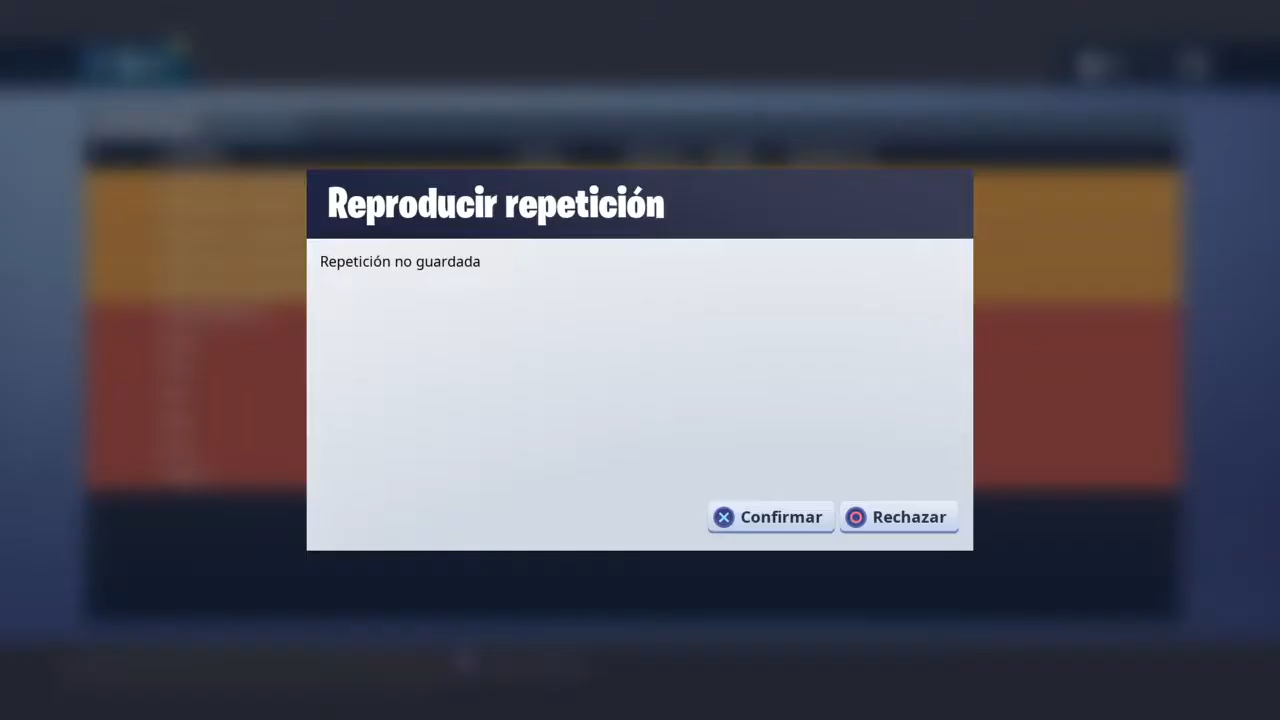 Reproducir repetición
Repetición no guardada
Confirmar
Rechazar